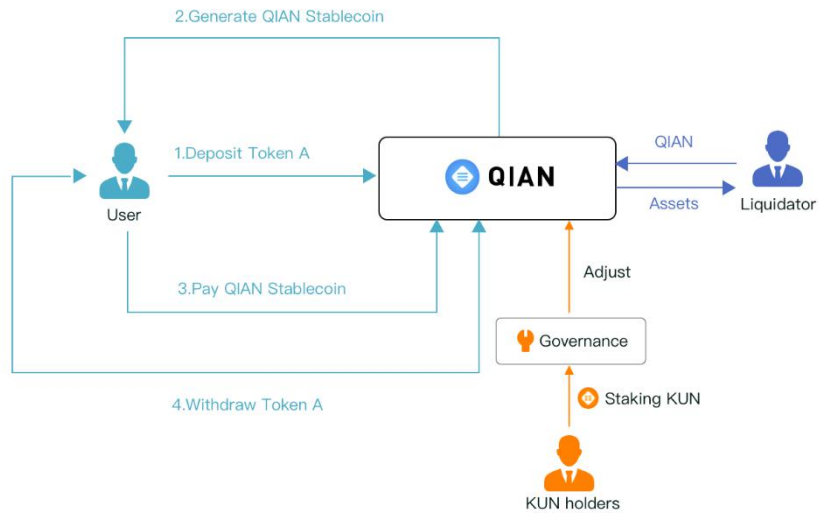 2.Generate QIAN Stablecoin
1.Deposit Token A
QIAN
QIAN
Assets
User
Liquidator
3.Pay QIAN Stablecoin
Adjust
Governance
4.Withdraw Token A
Staking KUN
KUN holders